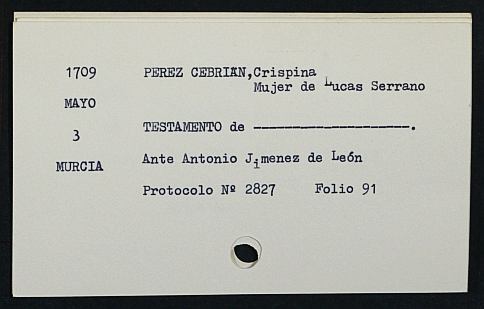 1709 PEREZ CEBRIAN, Crispina
Mujer de Lucas Serrano
MAYO
3 TESTAMENTO de --------------------.
MURCIA Ante Antonio Jimenez de León
Protocolo Nº 2827 Folio 91